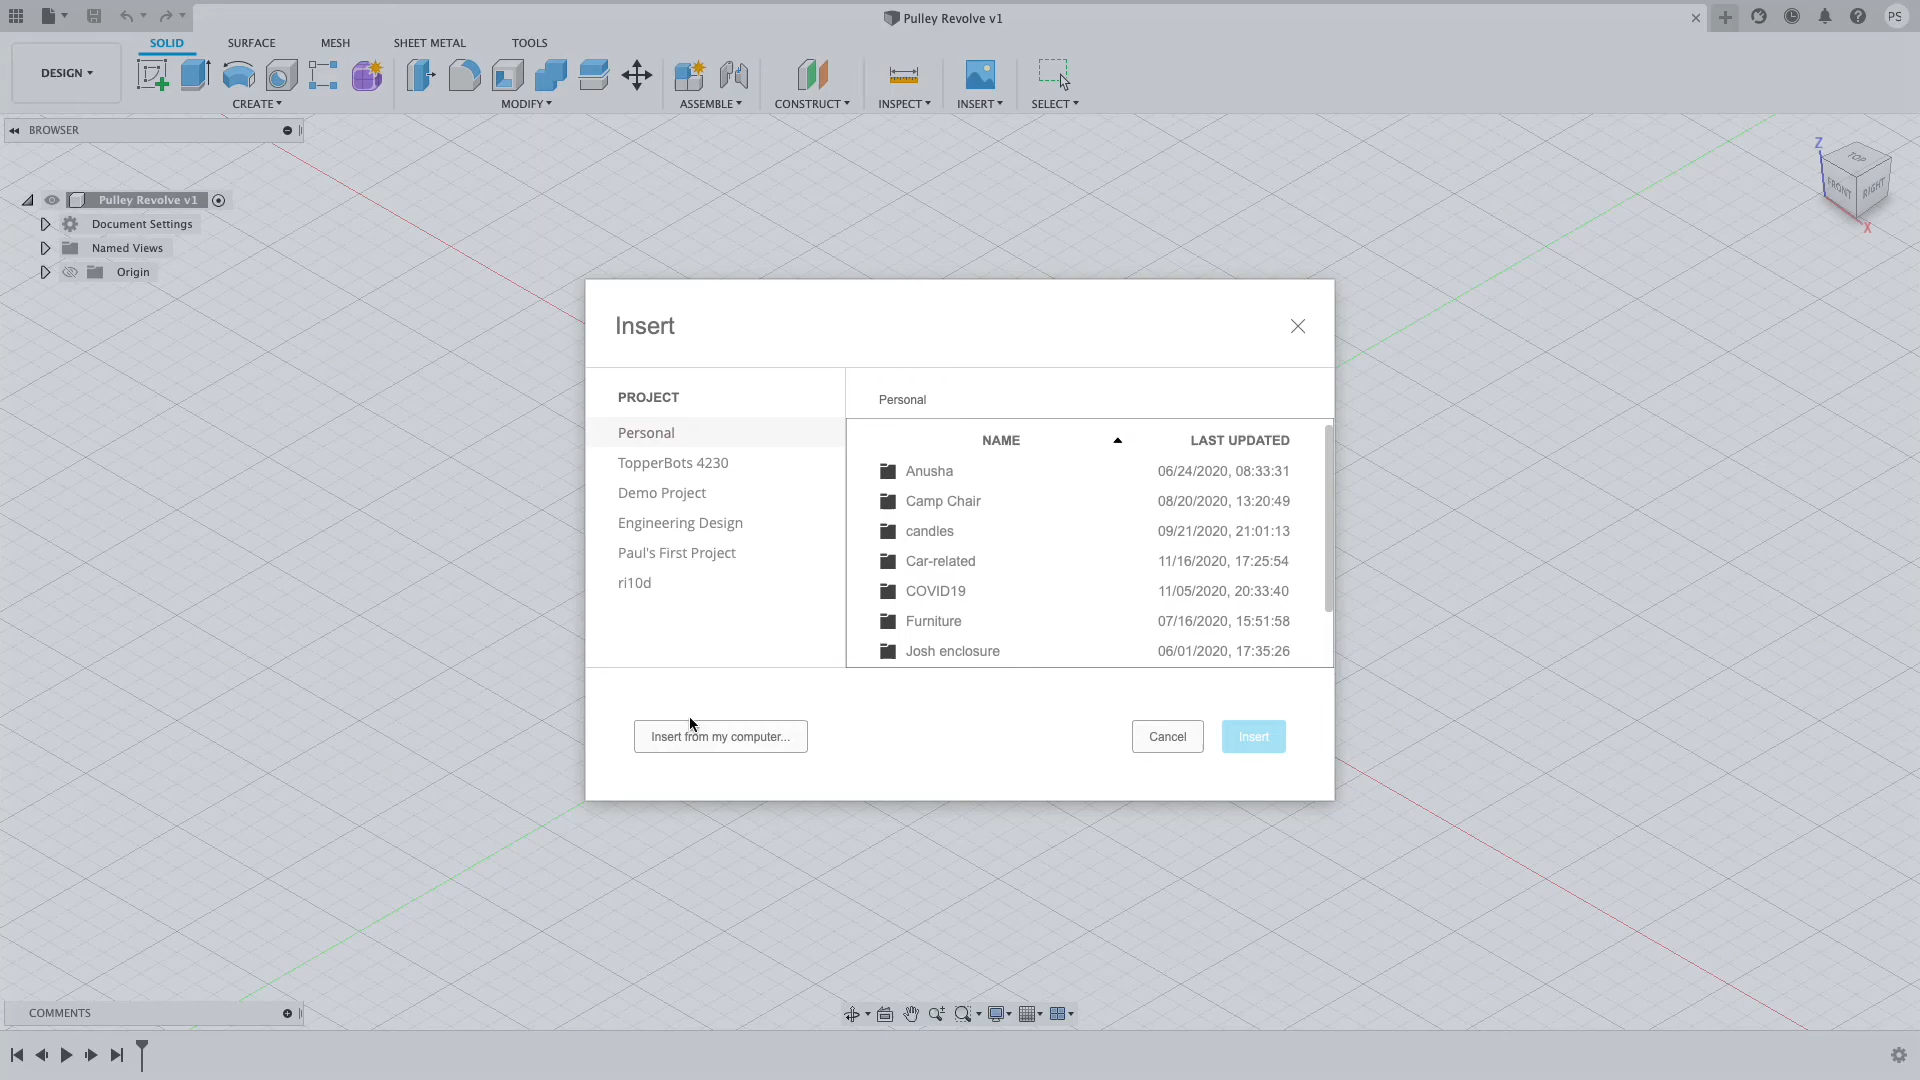 Pulley Revolve v1
PS
SOLID SURFACE MESH SHEET METAL TOOLS
DESIGN
CREATE MODIFY ASSEMBLE CONSTRUCT INSPECT INSERT SELECT
BROWSER
Pulley Revolve v1
Document Settings
Named Views
Origin
Z
TOP
FRONT
RIGHT
X
Insert
PROJECT
Personal
TopperBots 4230
Demo Project
Engineering Design
Paul's First Project
ri10d
Personal
NAME LAST UPDATED
Anusha 06/24/2020, 08:33:31
Camp Chair 08/20/2020, 13:20:49
candles 09/21/2020, 21:01:13
Car-related 11/16/2020, 17:25:54
COVID19 11/05/2020, 20:33:40
Furniture 07/16/2020, 15:51:58
Josh enclosure 06/01/2020, 17:35:26
Insert from my computer...
Cancel
Insert
COMMENTS